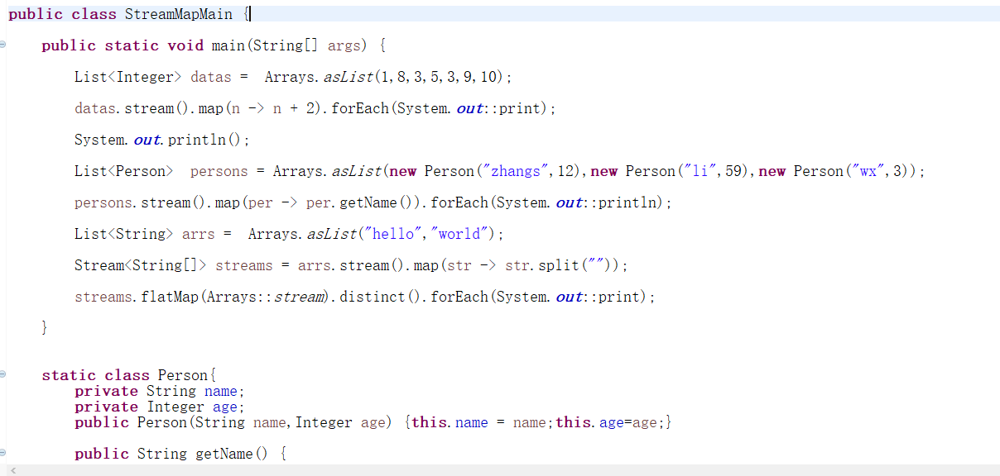 public class StreamMapMain {
public static void main(String[] args) {
List<Integer> datas =  Arrays.asList(1,8,3,5,3,9,10);
datas.stream().map(n -> n + 2).forEach(System.out::print);
System.out.println();
List<Person>  persons = Arrays.asList(new Person("zhangs",12),new Person("li",59),new Person("wx",3));
persons.stream().map(per -> per.getName()).forEach(System.out::println);
List<String> arrs =  Arrays.asList("hello","world");
Stream<String[]> streams = arrs.stream().map(str -> str.split(""));
streams.flatMap(Arrays::stream).distinct().forEach(System.out::print);
}
static class Person{
private String name;
private Integer age;
public Person(String name,Integer age) {this.name = name;this.age=age;}
public String getName() {